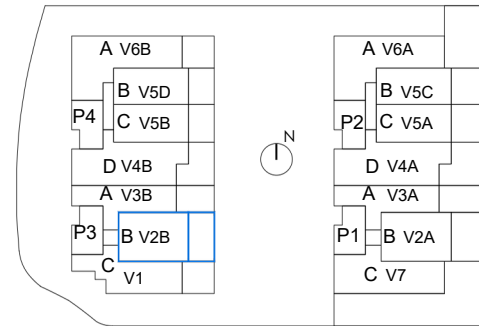 A V6B
B V5D
P4
C V5B
D V4B
A V3B
P3
B V2B
C
V1
N
A V6A
B V5C
P2
C V5A
D V4A
A V3A
P1
B V2A
C V7